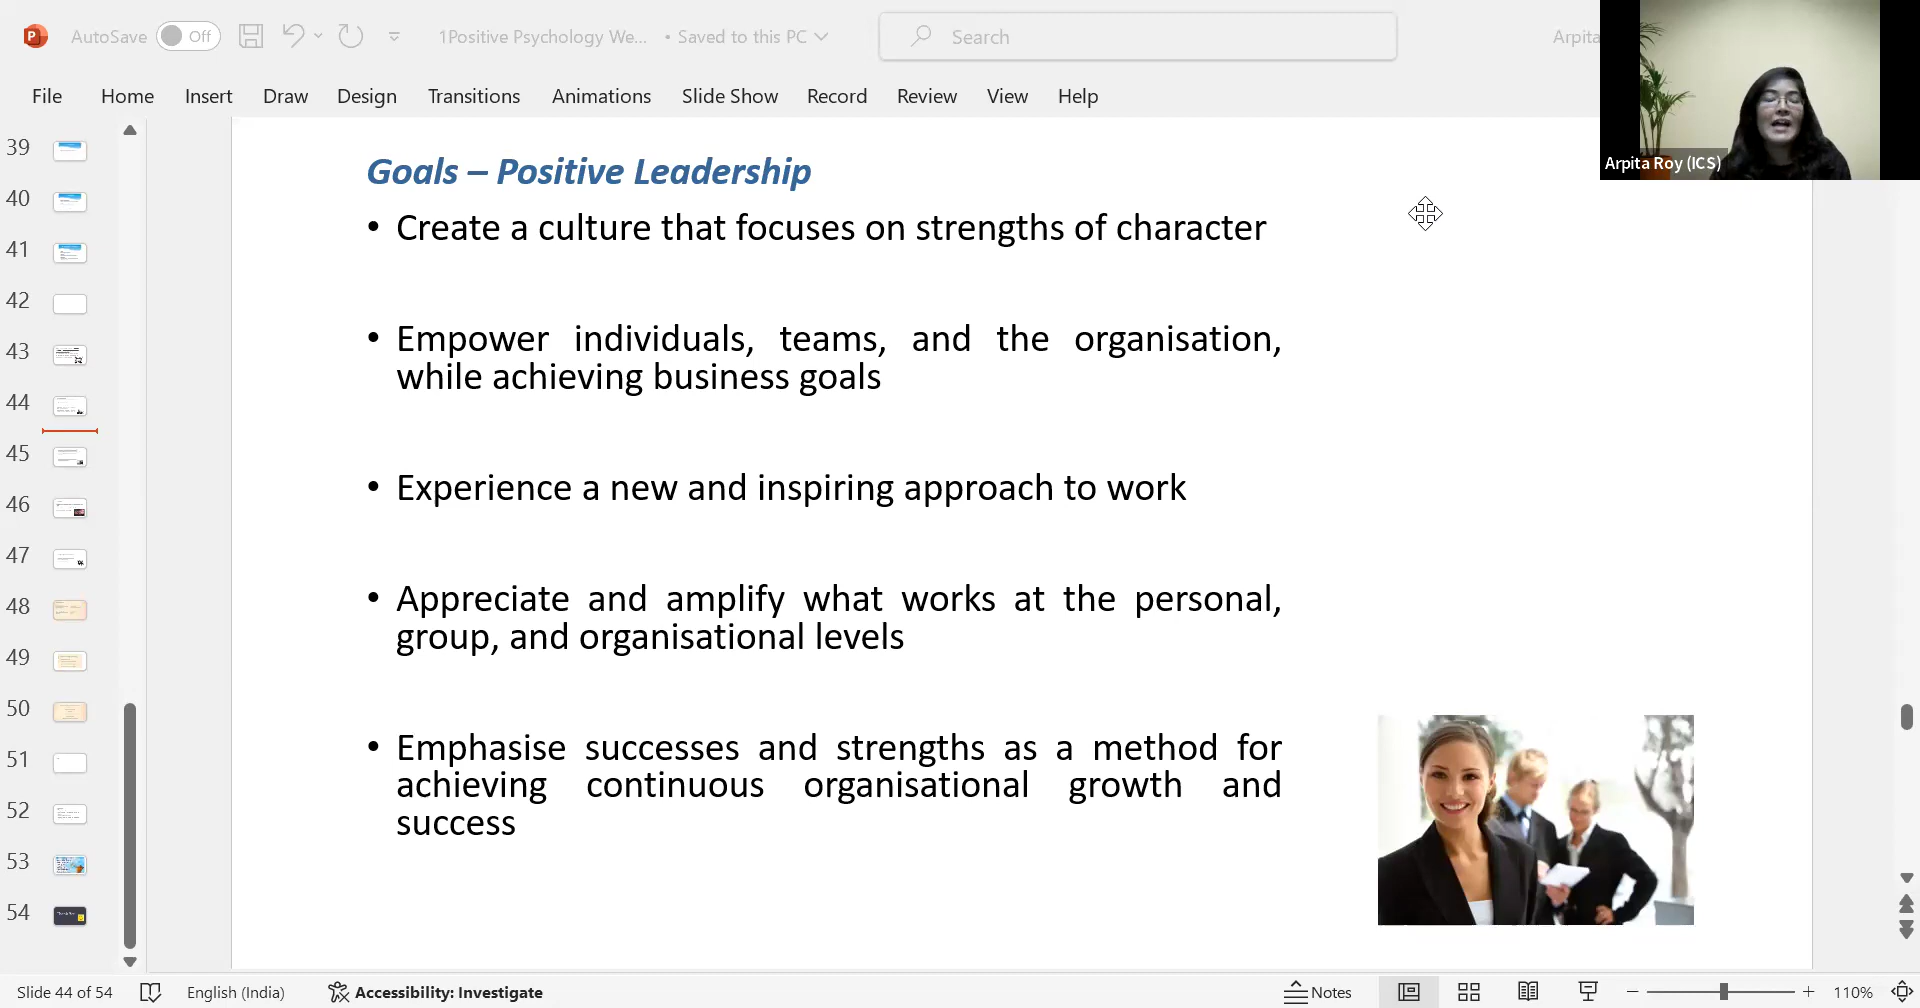 AutoSave Off 1Positive Psychology We... • Saved to this PC Search Arpita
File Home Insert Draw Design Transitions Animations Slide Show Record Review View Help
Arpita Roy (ICS)
39
40
41
42
43
44
45
46
47
48
49
50
51
52
53
54
Goals – Positive Leadership
• Create a culture that focuses on strengths of character
• Empower individuals, teams, and the organisation,
while achieving business goals
• Experience a new and inspiring approach to work
• Appreciate and amplify what works at the personal,
group, and organisational levels
• Emphasise successes and strengths as a method for
achieving continuous organisational growth and
success
Slide 44 of 54 English (India) Accessibility: Investigate Notes 110%